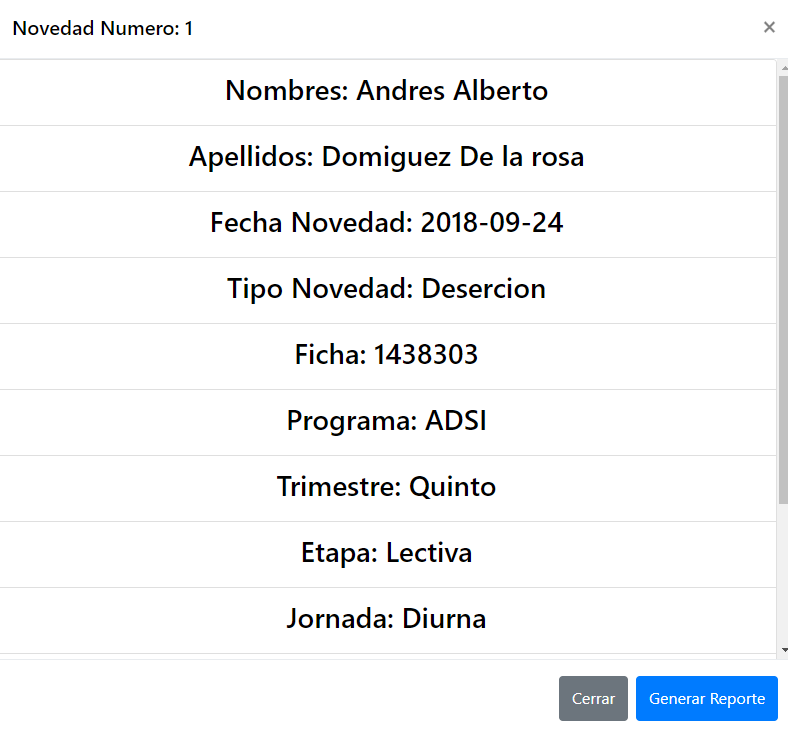 Novedad Numero: 1 ×
Nombres: Andres Alberto
Apellidos: Domiguez De la rosa
Fecha Novedad: 2018-09-24
Tipo Novedad: Desercion
Ficha: 1438303
Programa: ADSI
Trimestre: Quinto
Etapa: Lectiva
Jornada: Diurna
Cerrar Generar Reporte